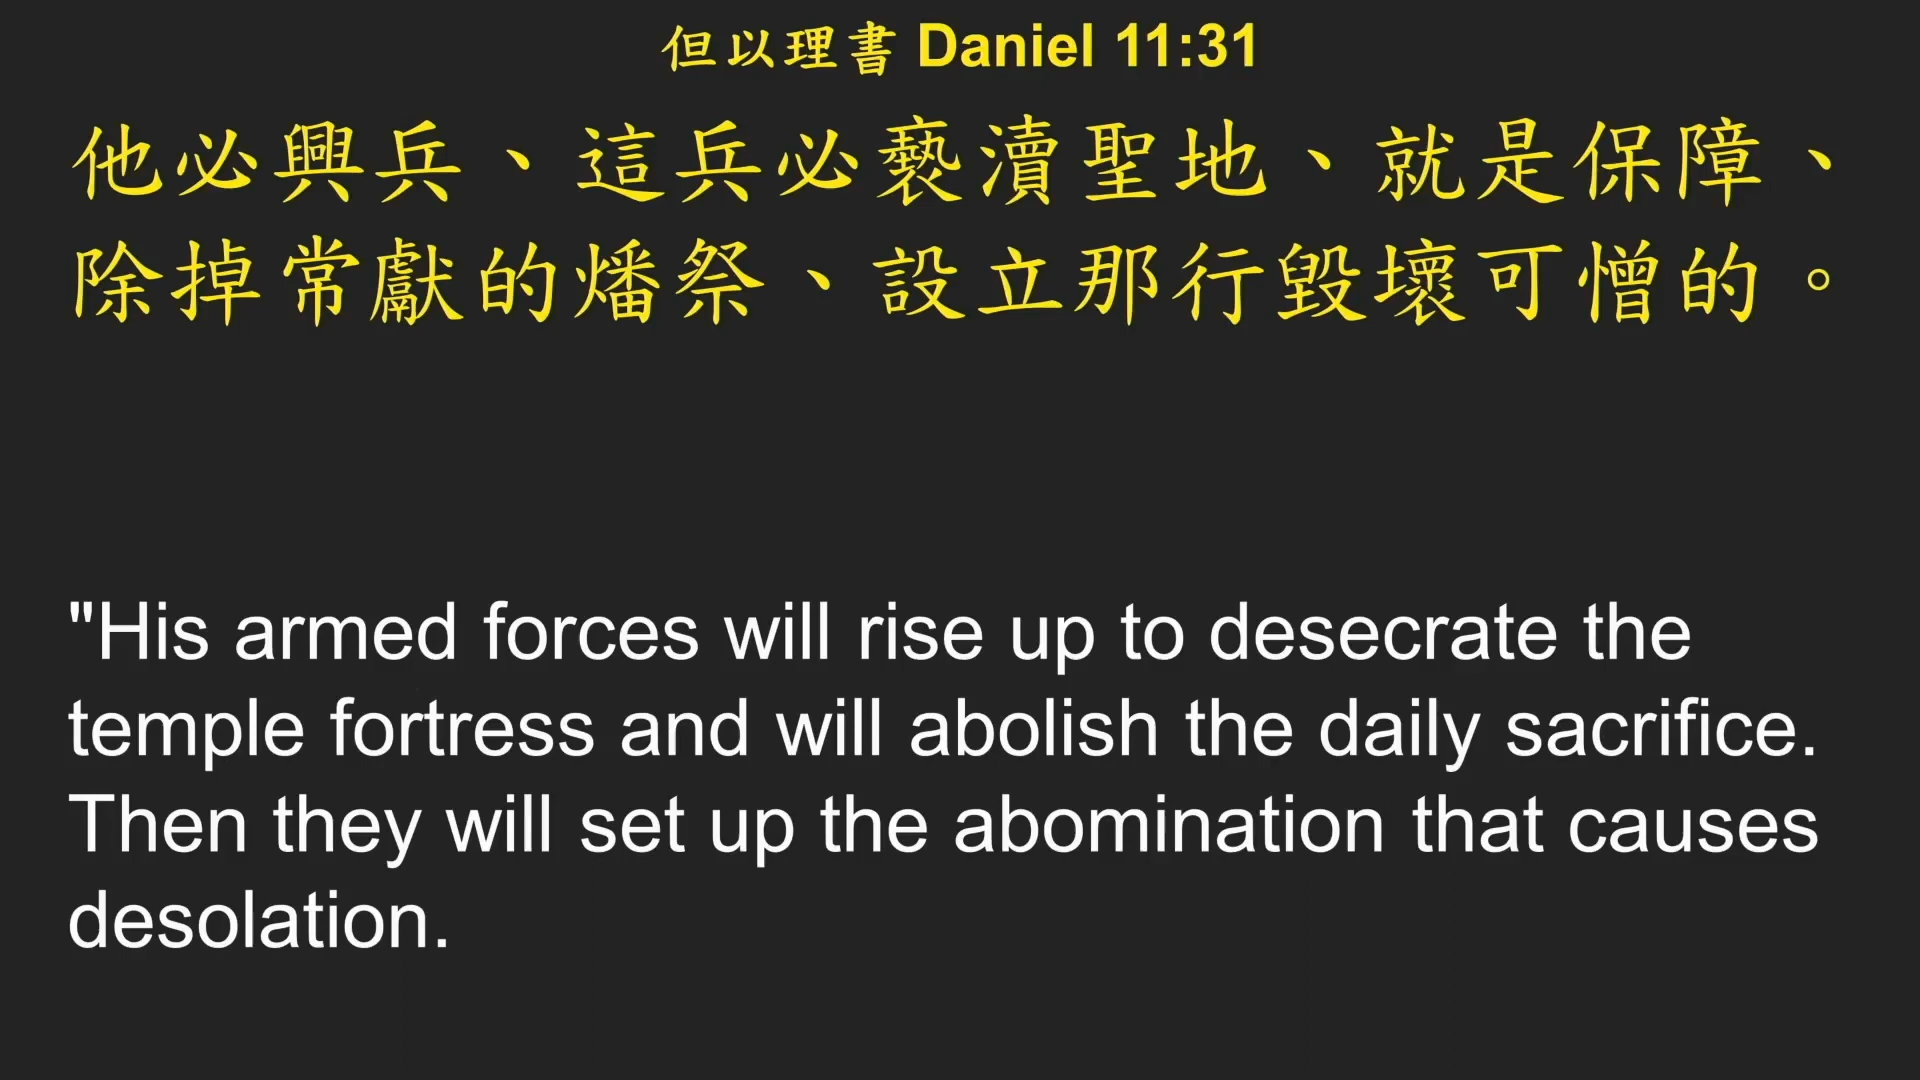 但以理書 Daniel 11:31
他必興兵、這兵必褻瀆聖地、就是保障、
除掉常獻的燔祭、設立那行毀壞可憎的。
"His armed forces will rise up to desecrate the
temple fortress and will abolish the daily sacrifice.
Then they will set up the abomination that causes
desolation.